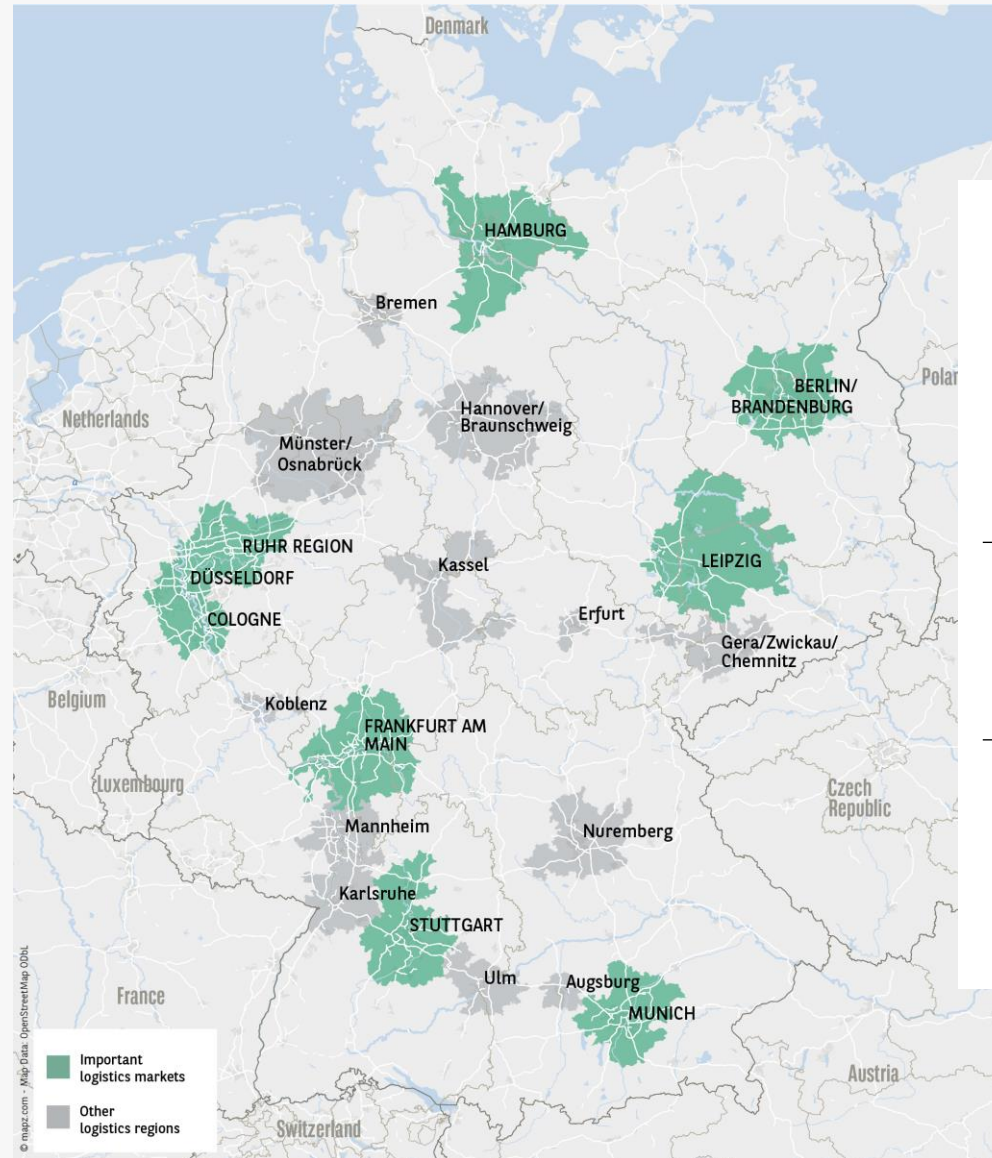 Denmark
HAMBURG
Bremen
Polar
BERLIN/
BRANDENBURG
Netherlands
Hannover/
Braunschweig
Münster/
Osnabrück
RUHR REGION
DÜSSELDORF
COLOGNE
Kassel
LEIPZIG
Erfurt
Gera/Zwickau/
Chemnitz
Belgium
Koblenz
FRANKFURT AM
MAIN
Luxembourg
Czech
Republic
Mannheim
Nuremberg
Karlsruhe
STUTTGART
Ulm
Augsburg
MUNICH
France
Austria
Switzerland
Important
logistics markets
Other
logistics regions
© mapz.com - Map Data: OpenStreetMap ODbL